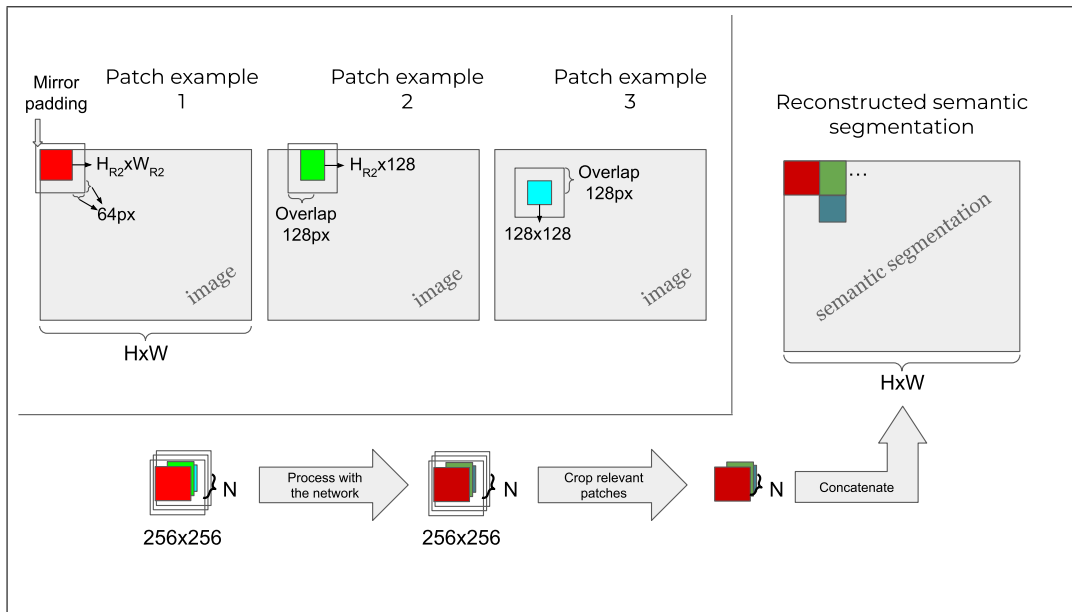 Mirror
padding
Patch example
1
Patch example
2
Patch example
3
Reconstructed semantic
segmentation
H_R2xW_R2
64px
image
HxW
H_R2x128
Overlap
128px
image
Overlap
128px
128x128
image
...
semantic segmentation
HxW
N
256x256
Process with
the network
N
256x256
Crop relevant
patches
N
Concatenate